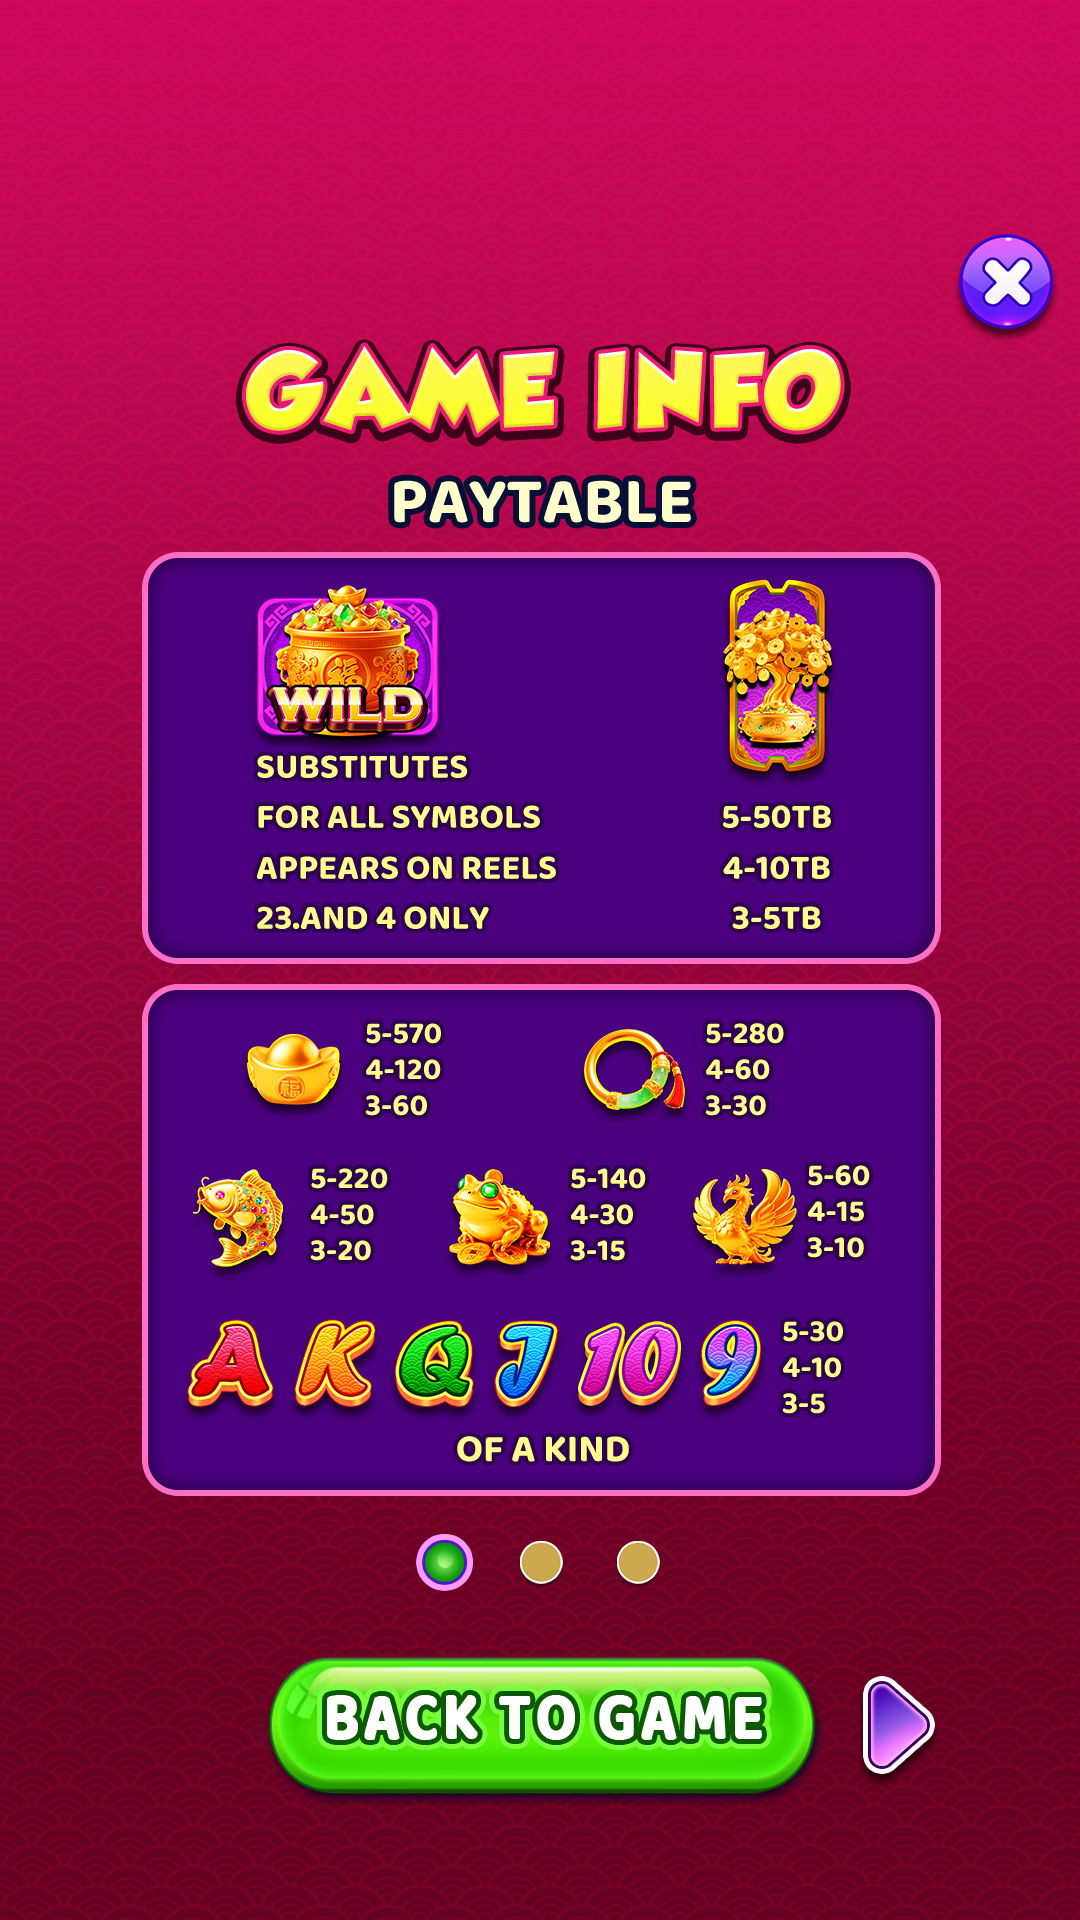 GAME INFO
PAYTABLE
福
WILD
SUBSTITUTES
FOR ALL SYMBOLS
APPEARS ON REELS
23.AND 4 ONLY
5-50TB
4-10TB
3-5TB
福
5-570
4-120
3-60
5-280
4-60
3-30
5-220
4-50
3-20
5-140
4-30
3-15
5-60
4-15
3-10
A K Q J 10 9
5-30
4-10
3-5
OF A KIND
BACK TO GAME